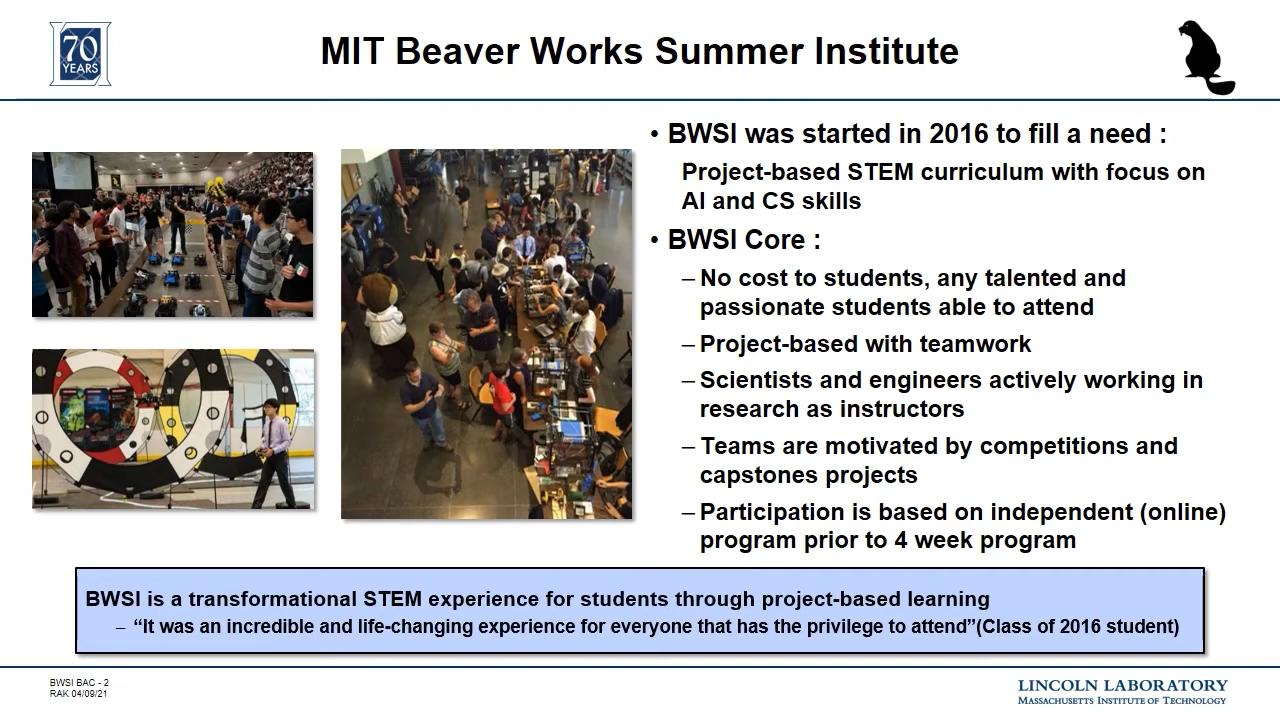 70
YEARS
MIT Beaver Works Summer Institute
• BWSI was started in 2016 to fill a need :
Project-based STEM curriculum with focus on
AI and CS skills
• BWSI Core :
– No cost to students, any talented and
passionate students able to attend
– Project-based with teamwork
– Scientists and engineers actively working in
research as instructors
– Teams are motivated by competitions and
capstones projects
– Participation is based on independent (online)
program prior to 4 week program
BWSI is a transformational STEM experience for students through project-based learning
– “It was an incredible and life-changing experience for everyone that has the privilege to attend”(Class of 2016 student)
BWSI BAC - 2
RAK 04/09/21
LINCOLN LABORATORY
MASSACHUSETTS INSTITUTE OF TECHNOLOGY